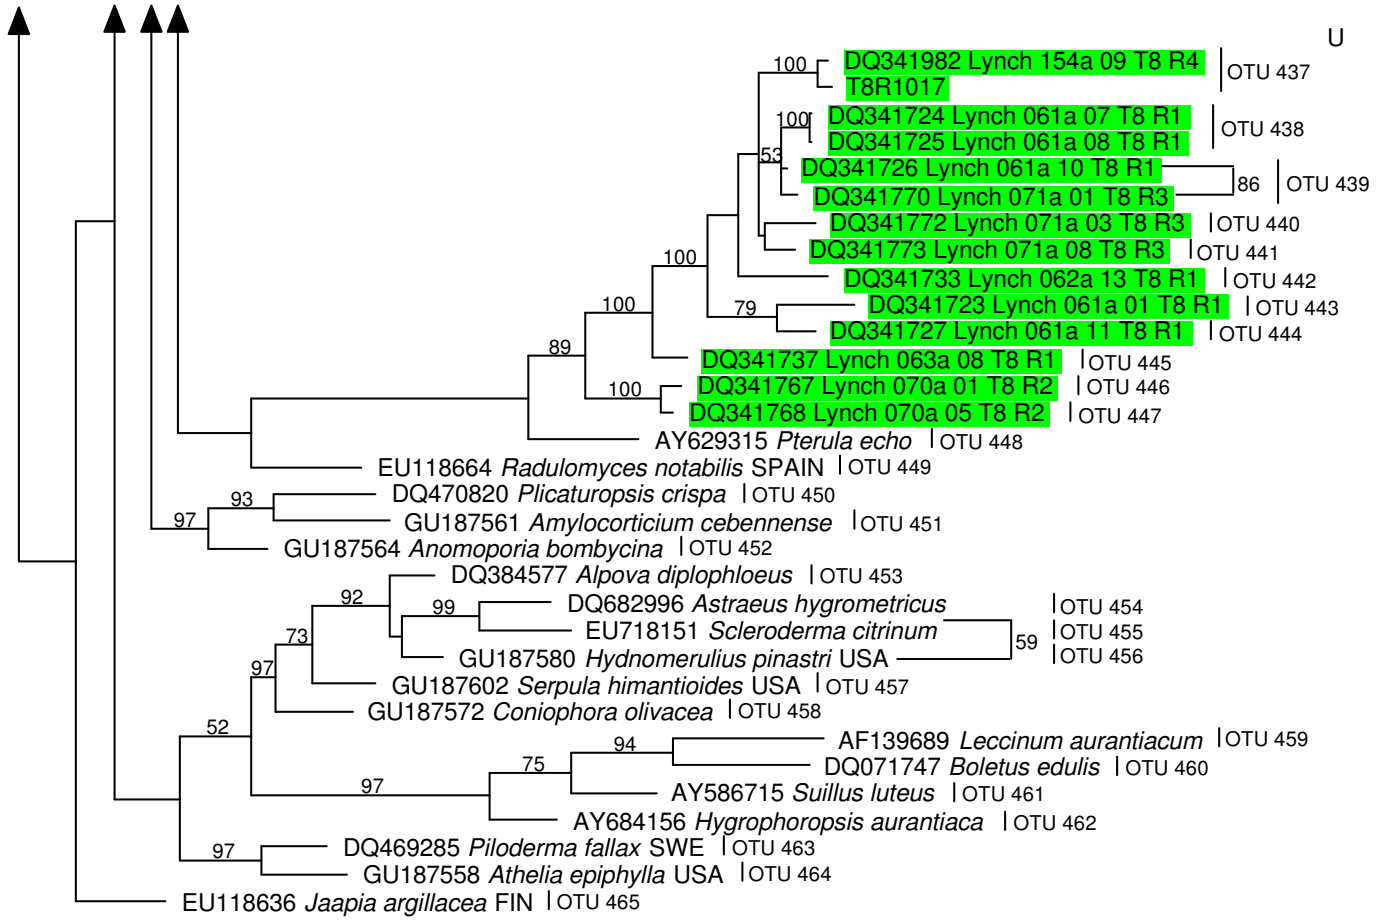 U
100 DQ341982 Lynch 154a 09 T8 R4
T8R1017
OTU 437
100 DQ341724 Lynch 061a 07 T8 R1
DQ341725 Lynch 061a 08 T8 R1
OTU 438
53
DQ341726 Lynch 061a 10 T8 R1
DQ341770 Lynch 071a 01 T8 R3
86 OTU 439
DQ341772 Lynch 071a 03 T8 R3 OTU 440
DQ341773 Lynch 071a 08 T8 R3 OTU 441
100
DQ341733 Lynch 062a 13 T8 R1 OTU 442
DQ341723 Lynch 061a 01 T8 R1 OTU 443
100 79
DQ341727 Lynch 061a 11 T8 R1 OTU 444
89
DQ341737 Lynch 063a 08 T8 R1 OTU 445
100 DQ341767 Lynch 070a 01 T8 R2 OTU 446
DQ341768 Lynch 070a 05 T8 R2 OTU 447
AY629315 Pterula echo OTU 448
EU118664 Radulomyces notabilis SPAIN OTU 449
93 DQ470820 Plicaturopsis crispa OTU 450
97 GU187561 Amylocorticium cebennense OTU 451
GU187564 Anomoporia bombycina OTU 452
DQ384577 Alpova diplophloeus OTU 453
92 99 DQ682996 Astraeus hygrometricus OTU 454
73 EU718151 Scleroderma citrinum OTU 455
59
97 GU187580 Hydnomerulius pinastri USA OTU 456
GU187602 Serpula himantioides USA OTU 457
GU187572 Coniophora olivacea OTU 458
52 94 AF139689 Leccinum aurantiacum OTU 459
75 DQ071747 Boletus edulis OTU 460
97 AY586715 Suillus luteus OTU 461
AY684156 Hygrophoropsis aurantiaca OTU 462
97 DQ469285 Piloderma fallax SWE OTU 463
GU187558 Athelia epiphylla USA OTU 464
EU118636 Jaapia argillacea FIN OTU 465